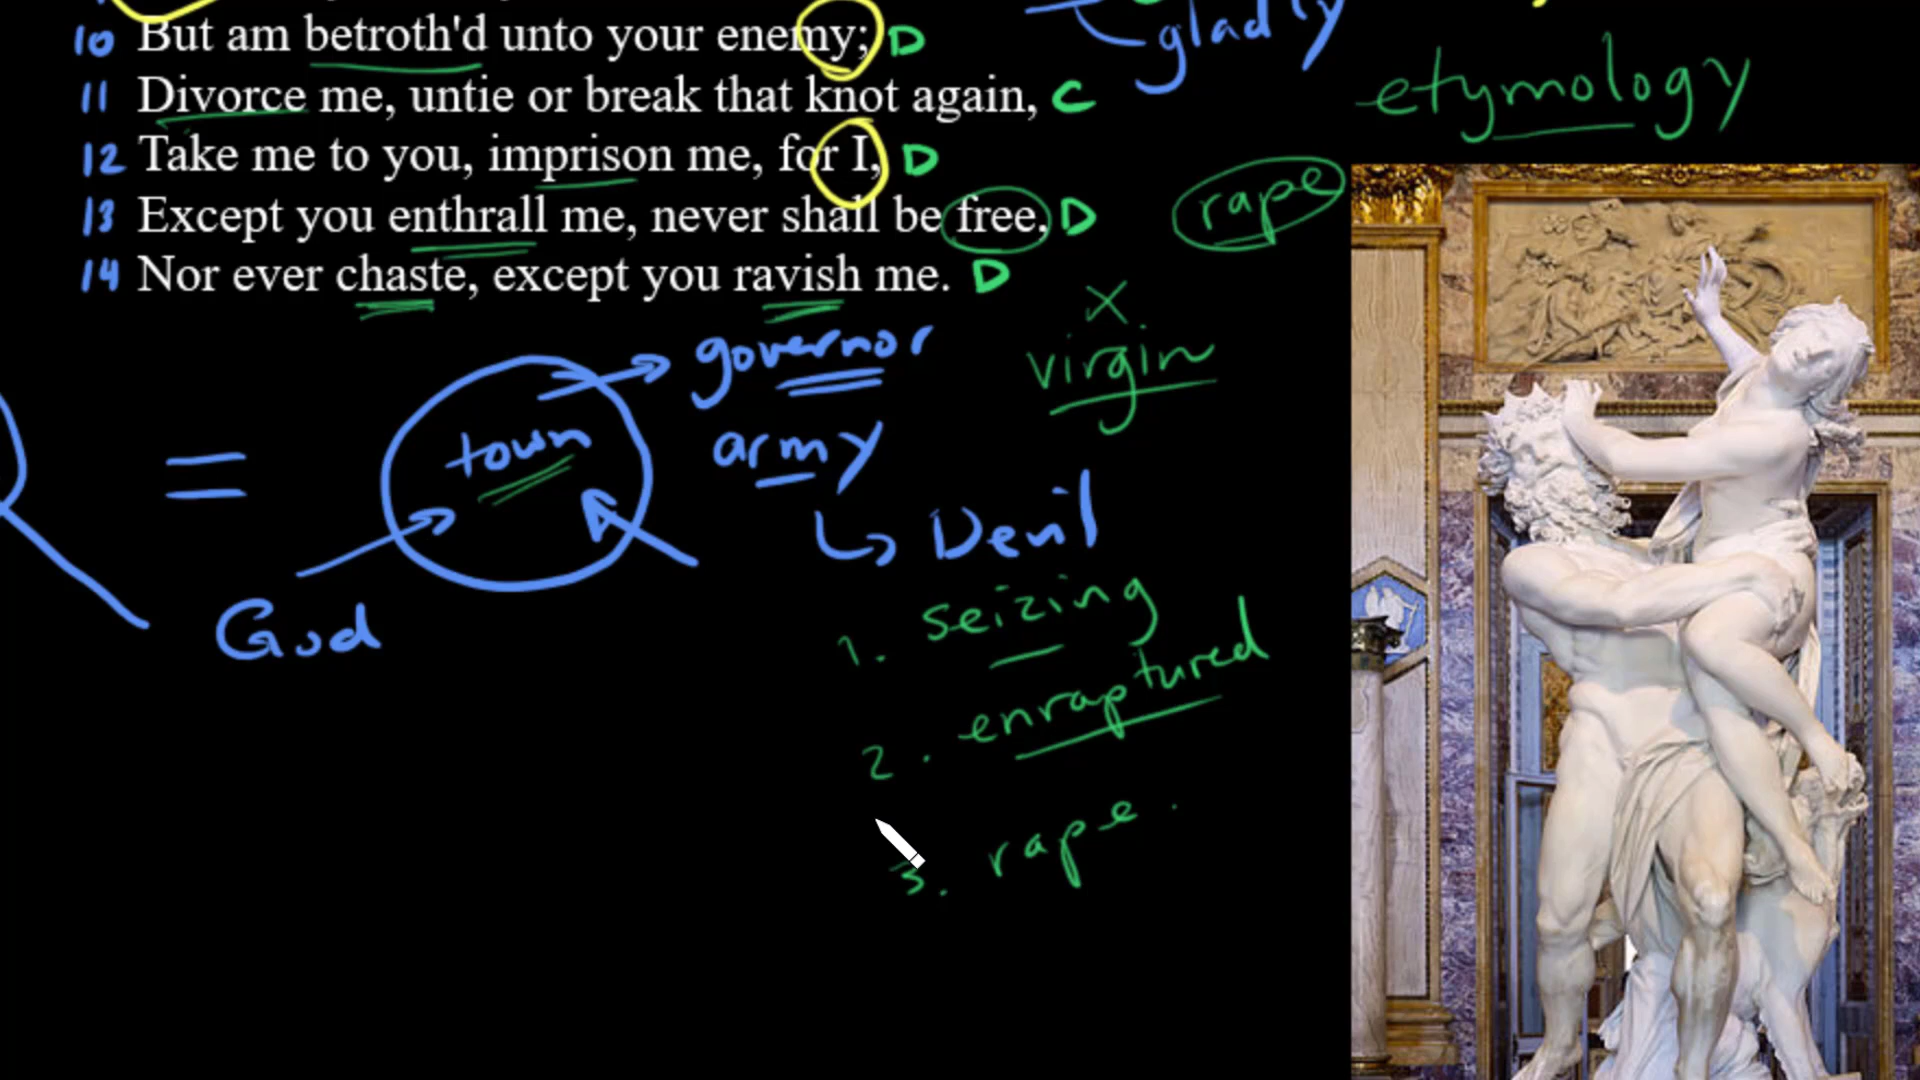 10 But am betroth'd unto your enemy; D
gladly
11 Divorce me, untie or break that knot again, C
etymology
12 Take me to you, imprison me, for I, D
13 Except you enthrall me, never shall be free, D
rape
14 Nor ever chaste, except you ravish me. D
x
virgin
governor
army
town
=
Devil
God
1. seizing
2. enraptured
3. rape.